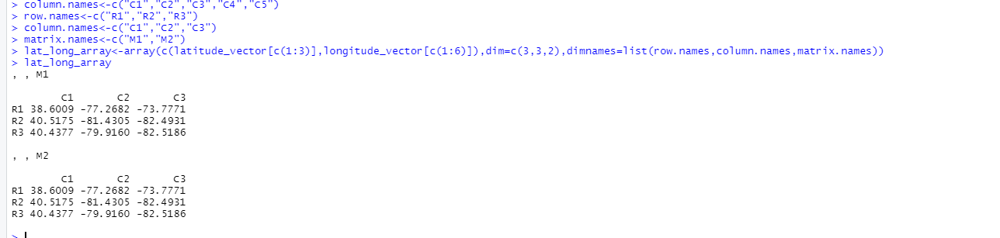 > column.names<-c("C1","C2","C3","C4","C5")
> row.names<-c("R1","R2","R3")
> column.names<-c("C1","C2","C3")
> matrix.names<-c("M1","M2")
> lat_long_array<-array(c(latitude_vector[c(1:3)],longitude_vector[c(1:6)]),dim=c(3,3,2),dimnames=list(row.names,column.names,matrix.names))
> lat_long_array
, , M1
C1 C2 C3
R1 38.6009 -77.2682 -73.7771
R2 40.5175 -81.4305 -82.4931
R3 40.4377 -79.9160 -82.5186
, , M2
C1 C2 C3
R1 38.6009 -77.2682 -73.7771
R2 40.5175 -81.4305 -82.4931
R3 40.4377 -79.9160 -82.5186
>